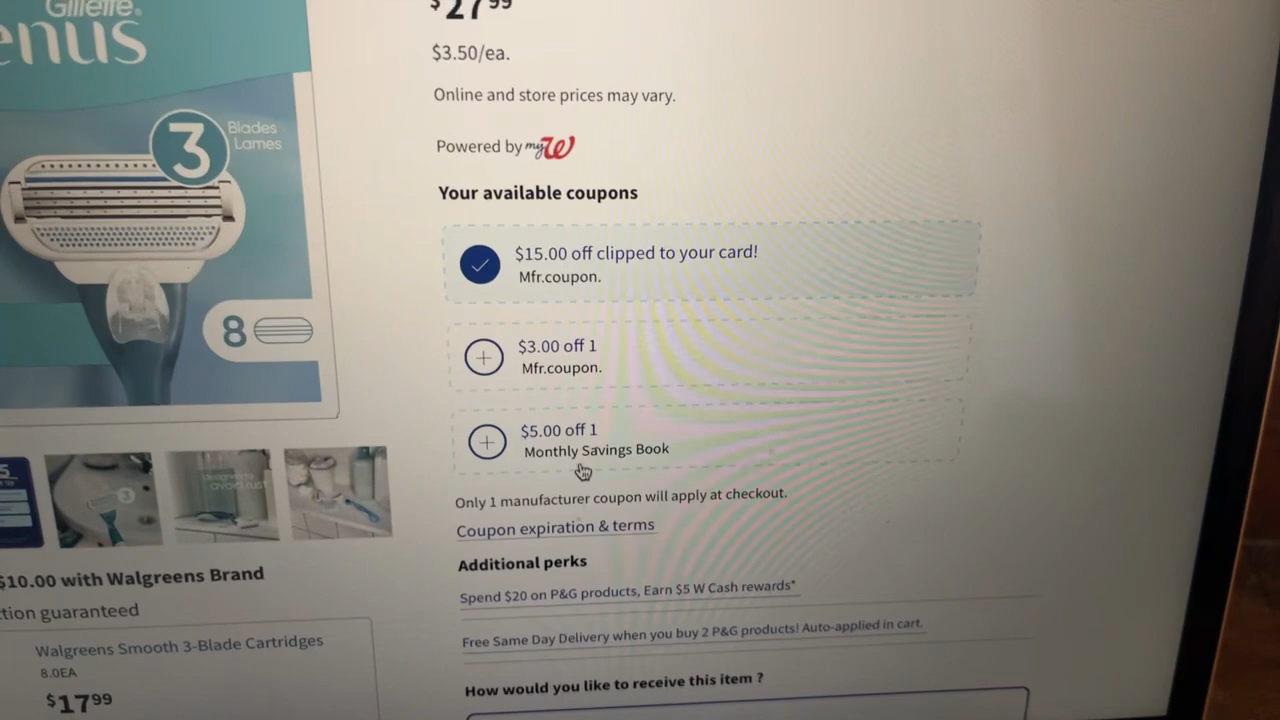 Gillette
enus
3
Blades
Lames
8
$10.00 with Walgreens Brand
tion guaranteed
Walgreens Smooth 3-Blade Cartridges
8.0EA
$17 99
$27 99
$3.50/ea.
Online and store prices may vary.
Powered by my W
Your available coupons
$15.00 off clipped to your card!
Mfr.coupon.
$3.00 off 1
Mfr.coupon.
$5.00 off 1
Monthly Savings Book
Only 1 manufacturer coupon will apply at checkout.
Coupon expiration & terms
Additional perks
Spend $20 on P&G products, Earn $5 W Cash rewards*
Free Same Day Delivery when you buy 2 P&G products! Auto-applied in cart.
How would you like to receive this item ?